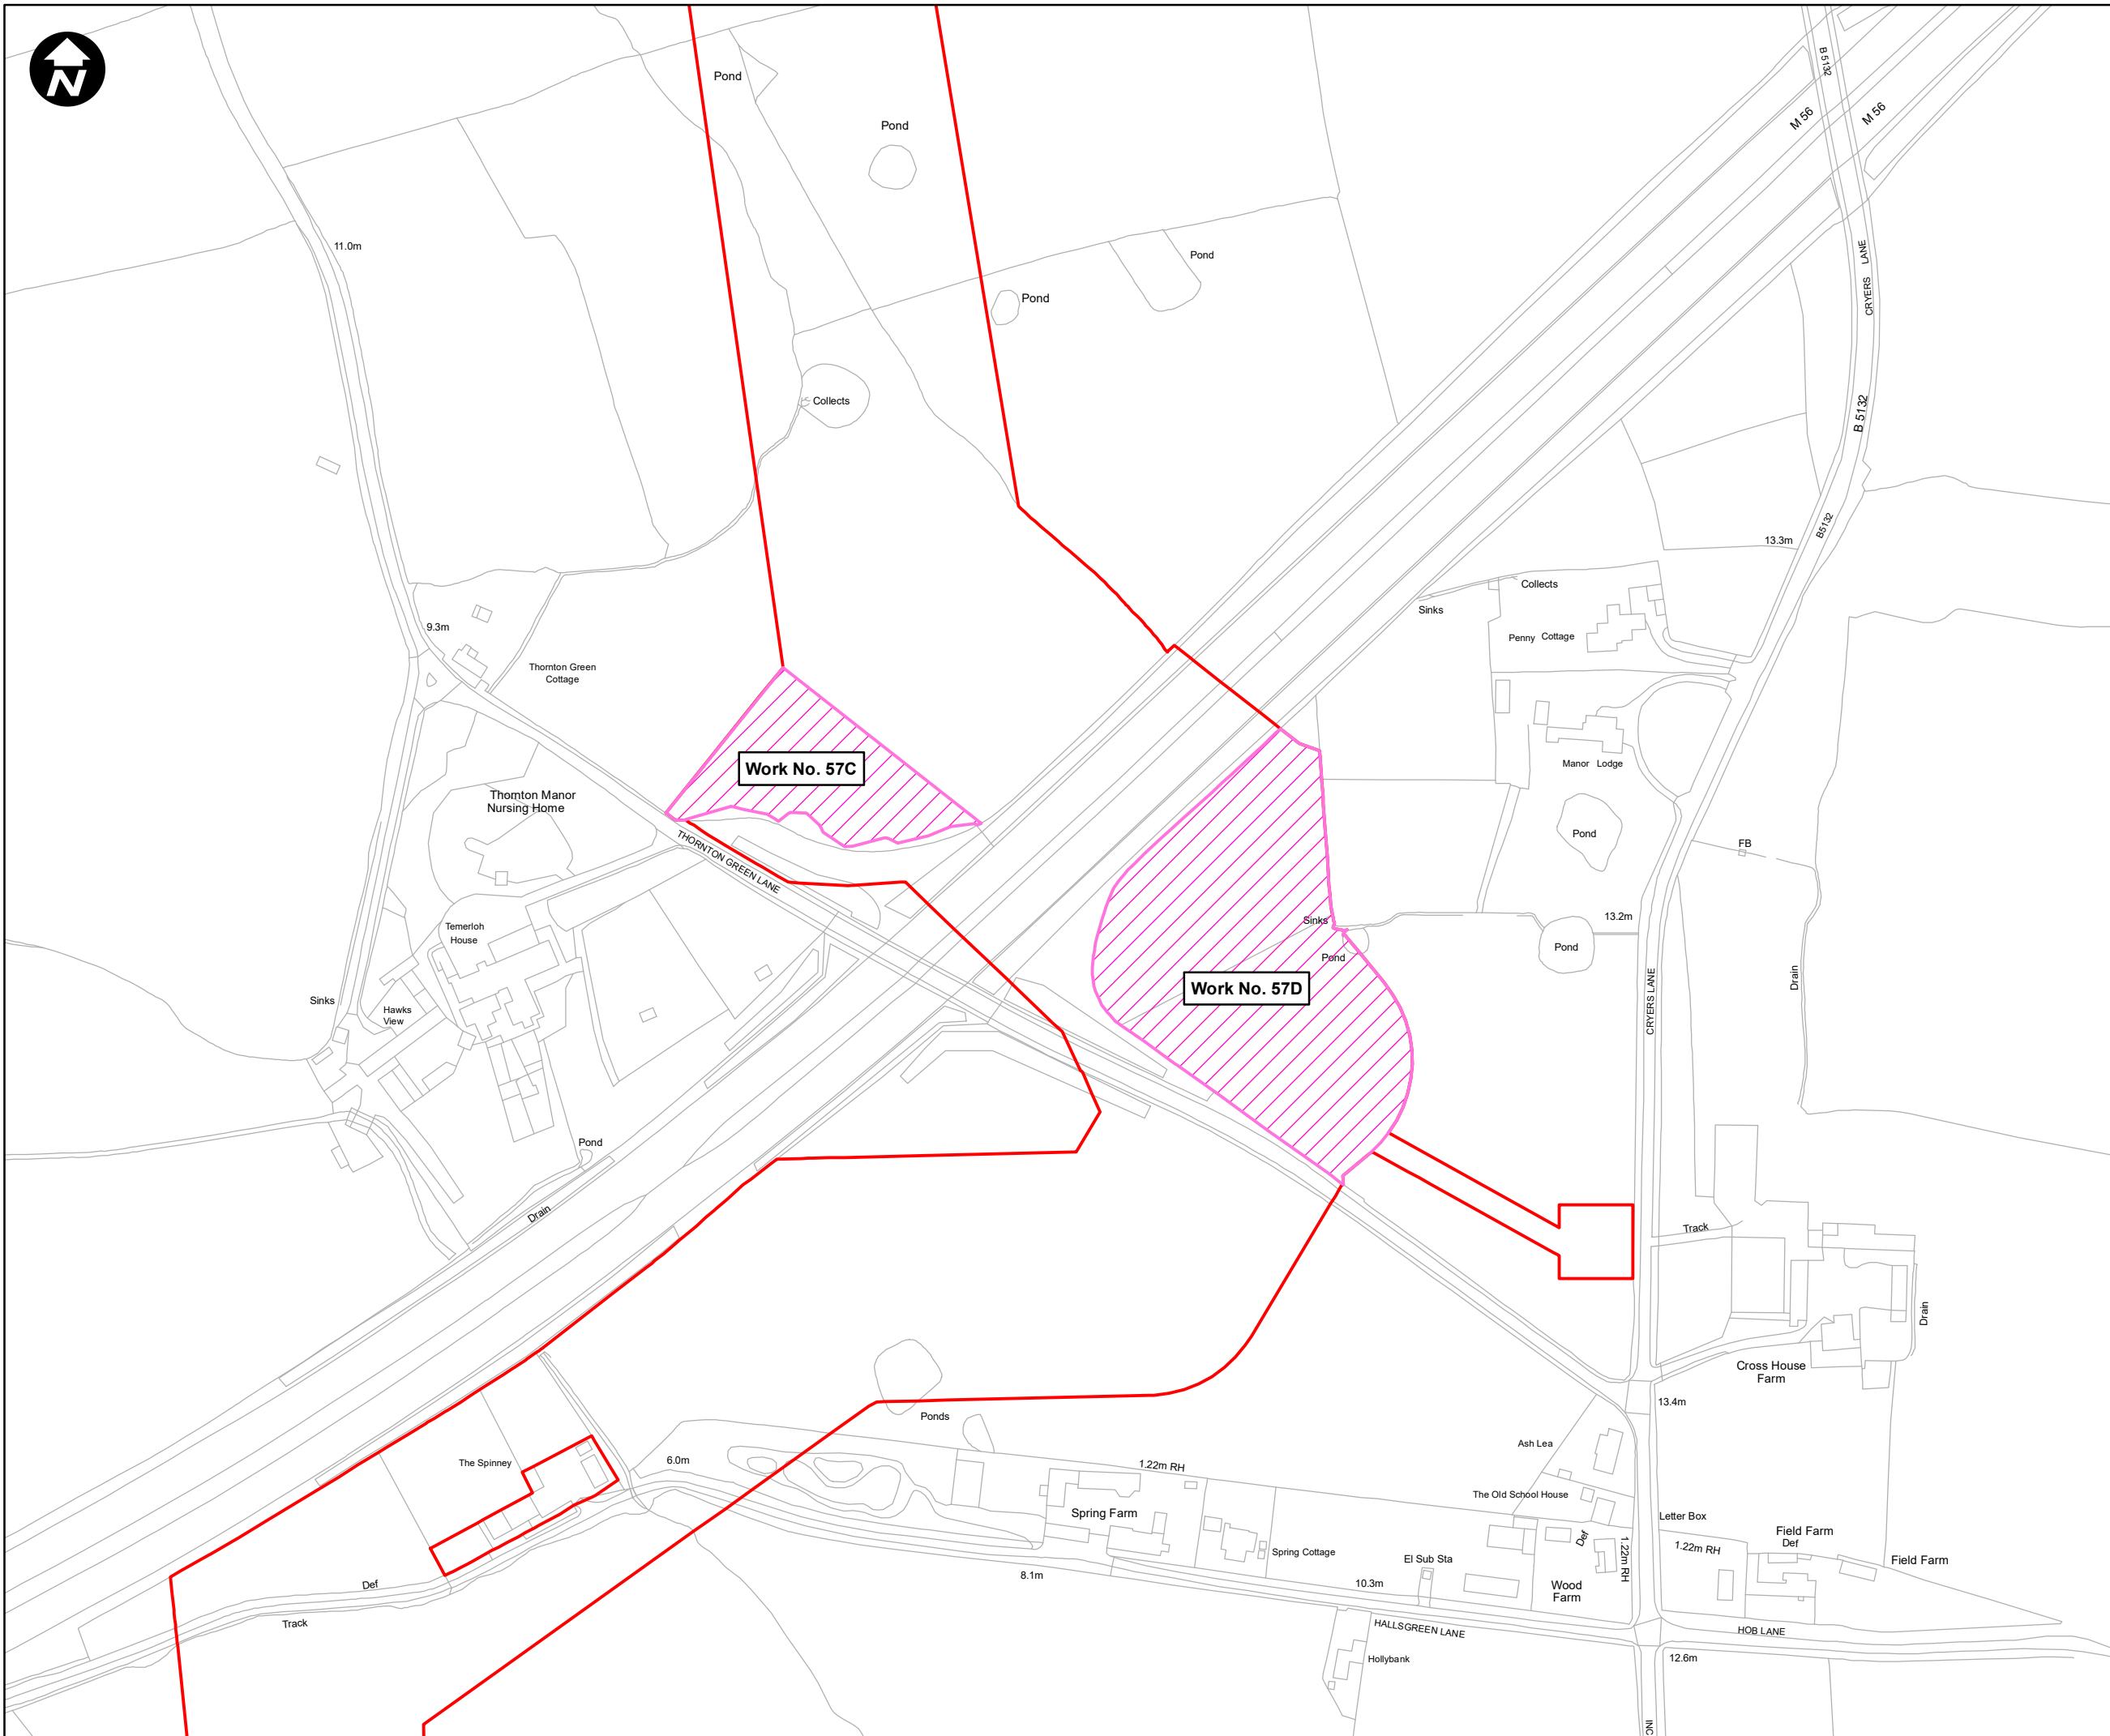 N
Pond
Pond
B 5132
M 56
M 56
11.0m
Pond
Pond
CRYERS LANE
Collects
B 5132
B5132
13.3m
Collects
Sinks
9.3m
Penny Cottage
Thornton Green
Cottage
Work No. 57C
Manor Lodge
Thornton Manor
Nursing Home
Pond
THORNTON GREEN LANE
FB
Sinks
13.2m
Temerloh
House
Pond
Pond
Drain
Work No. 57D
Sinks
Hawks
View
CRYERS LANE
Pond
Drain
Track
Drain
Cross House
Farm
13.4m
Ponds
Ash Lea
The Spinney
6.0m
1.22m RH
The Old School House
Spring Farm
Letter Box
Def
1.22m RH
1.22m RH
Field Farm
Def
Field Farm
Spring Cottage
El Sub Sta
8.1m
10.3m
Wood
Farm
Def
Track
HALLSGREEN LANE
HOB LANE
Hollybank
12.6m
INC